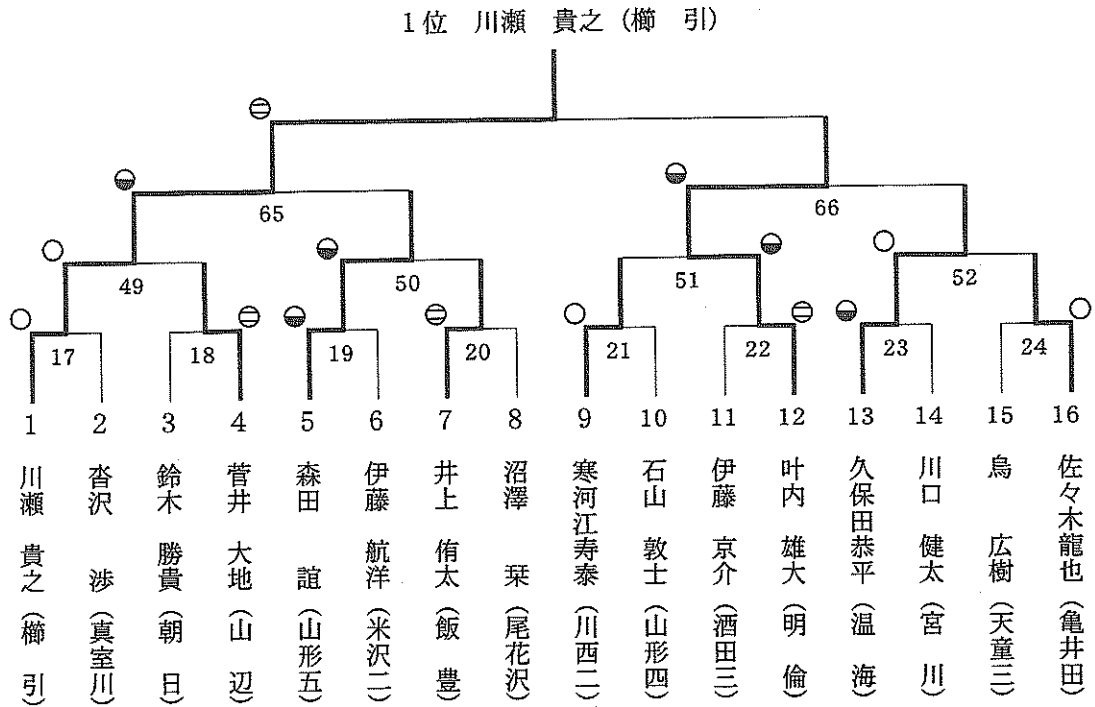 1位 川瀬 貴之 (櫛 引)
65
66
49
50
51
52
17
18
19
20
21
22
23
24
1
2
3
4
5
6
7
8
9
10
11
12
13
14
15
16
川瀬 貴之 (櫛 引)
沓沢 渉 (真室川)
鈴木 勝貴 (朝 日)
菅井 大地 (山 辺)
森田 誼 (山形五)
伊藤 航洋 (米沢二)
井上 侑太 (飯 豊)
沼澤 栞 (尾花沢)
寒河江寿泰 (川西二)
石山 敦士 (山形四)
伊藤 京介 (酒田三)
叶内 雄大 (明 倫)
久保田恭平 (温 海)
川口 健太 (宮 川)
烏 広樹 (天童三)
佐々木龍也 (亀井田)